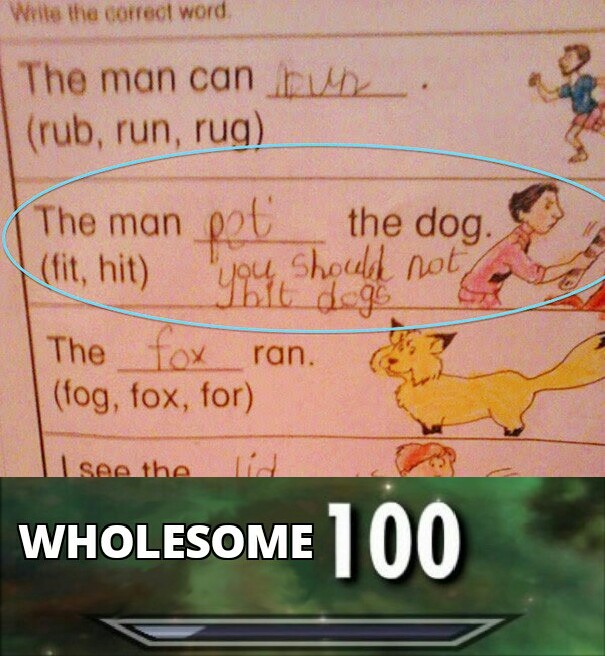 Write the correct word.
The man can run .
(rub, run, rug)
The man pet the dog.
(fit, hit) you should not
hit dogs
The fox ran.
(fog, fox, for)
I see the lid
WHOLESOME 100